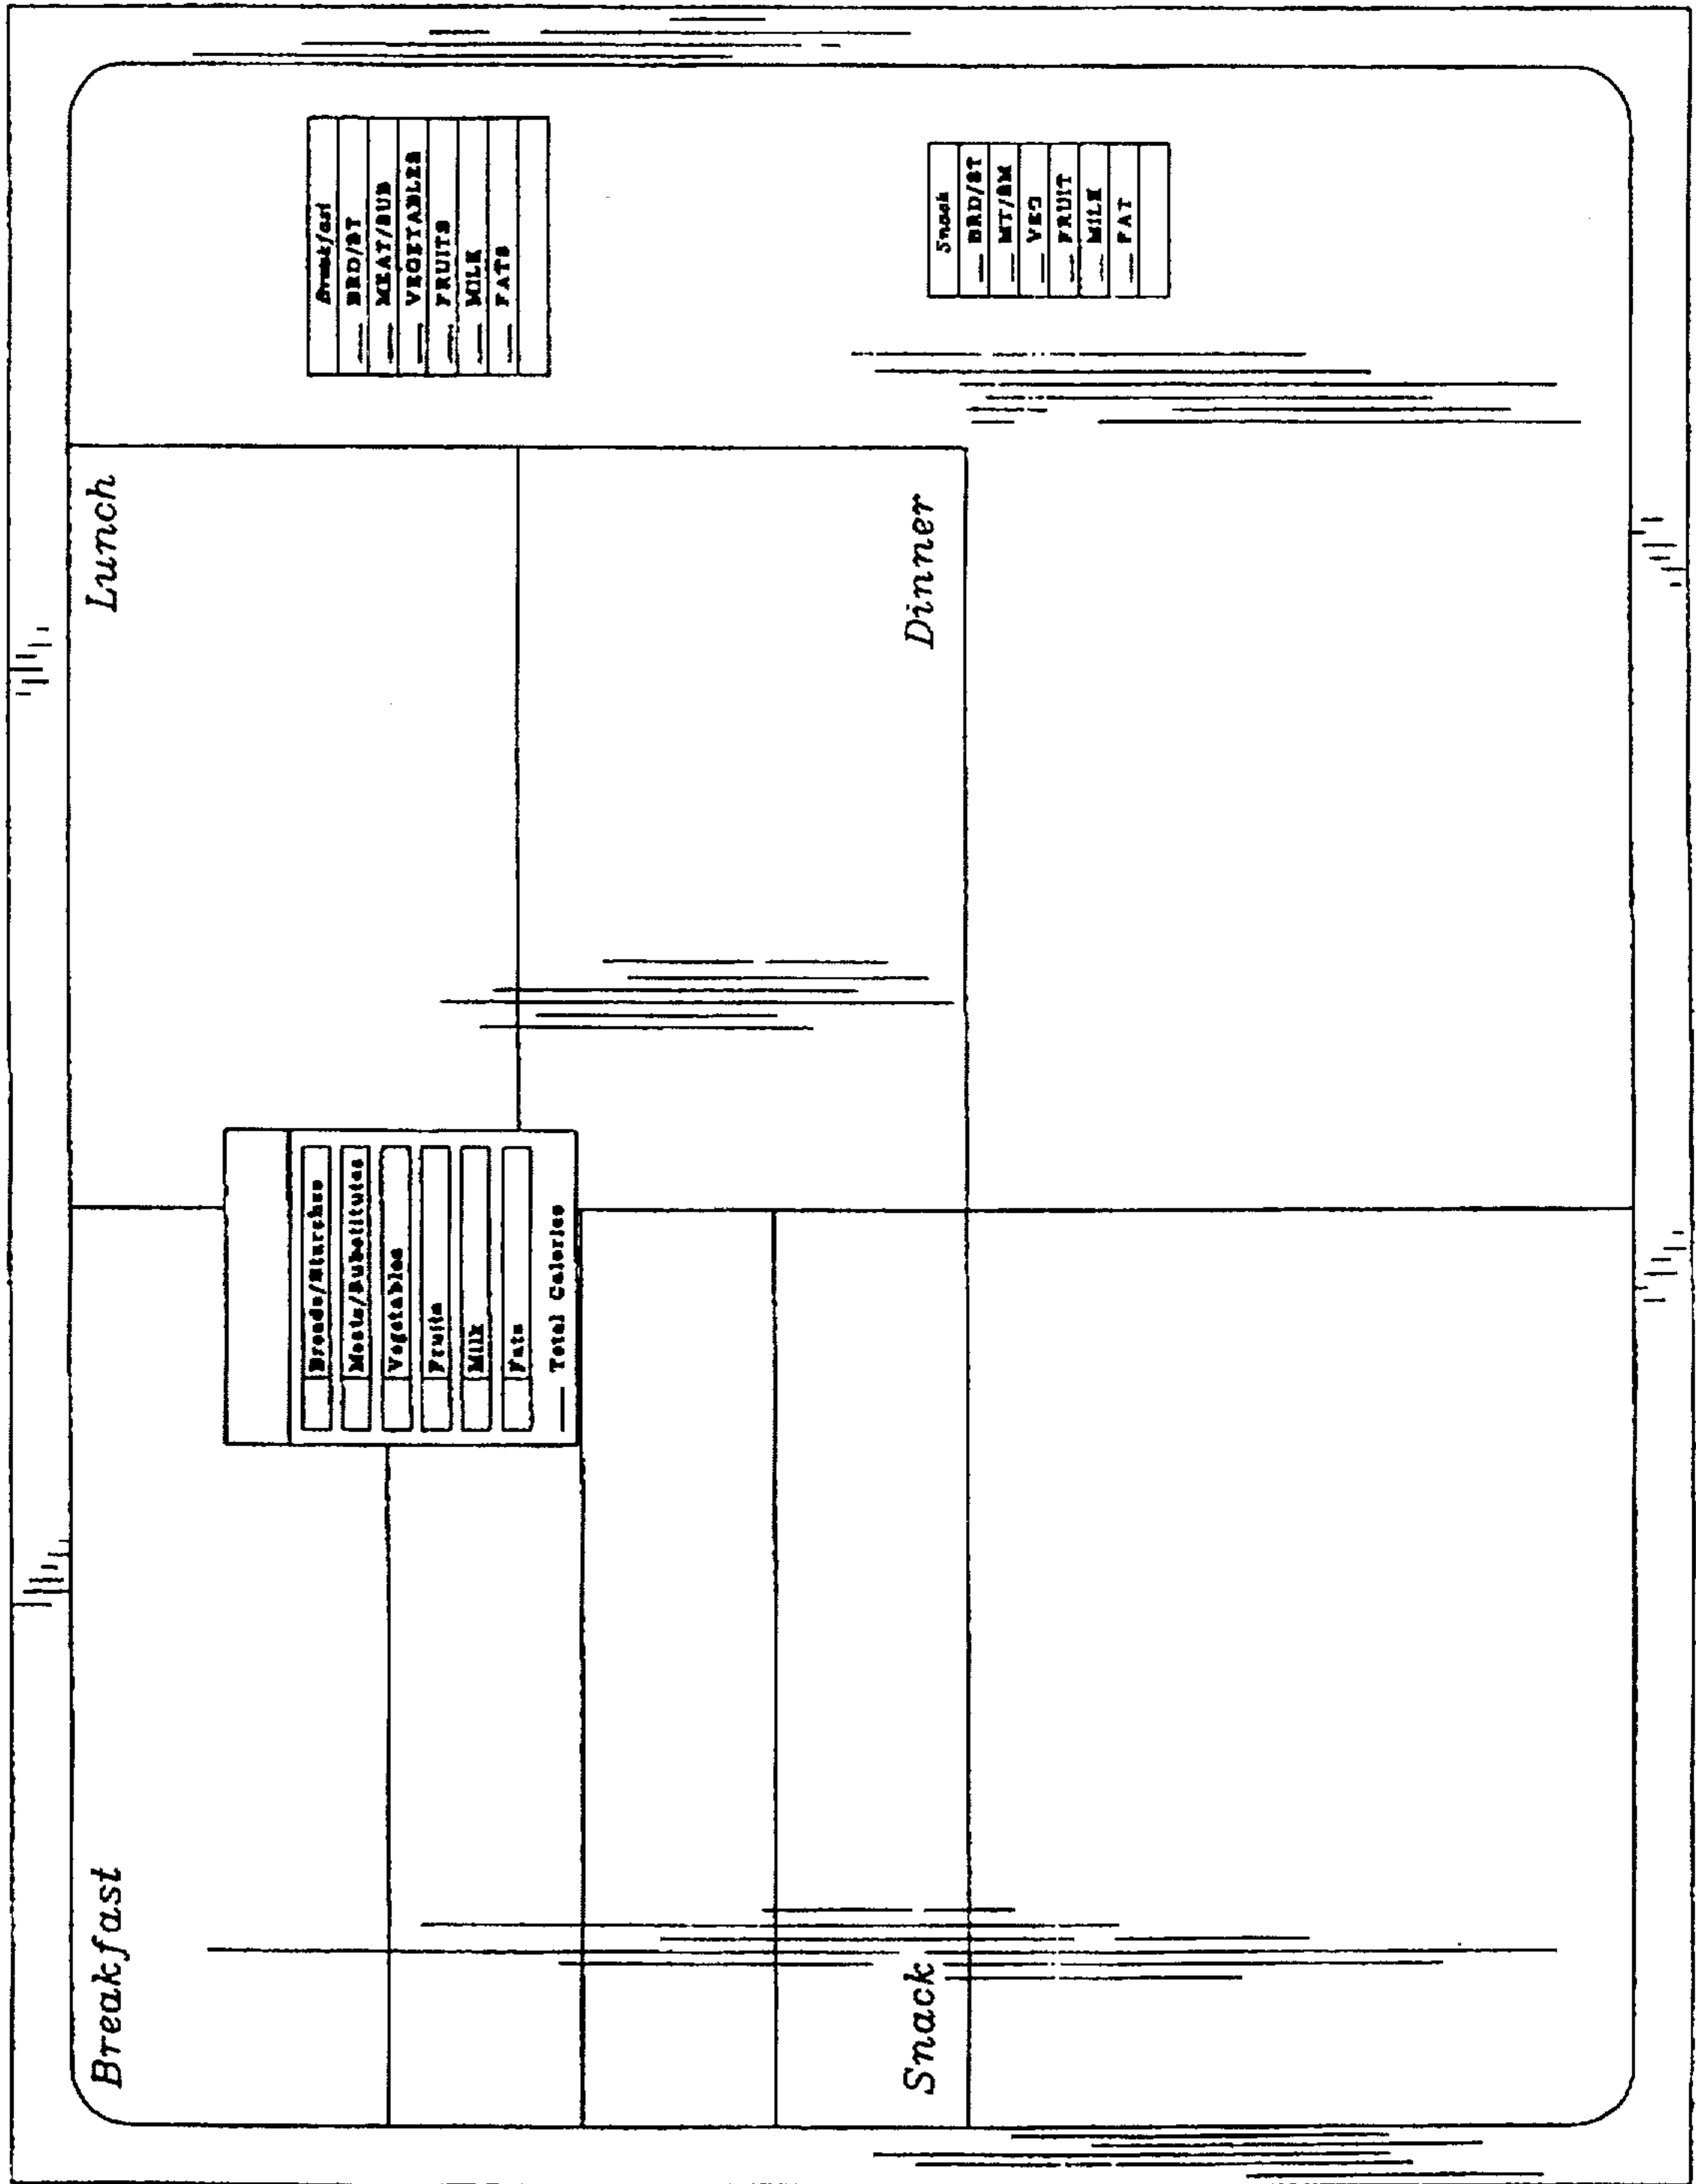 Breakfast
Lunch
Breads/Starches
Meats/Substitutes
Vegetables
Fruits
Milk
Fats
Total Calories
Breakfast
BRD/ST
MEAT/SUB
VEGETABLES
FRUITS
MILK
FATS
Snack
Dinner
Snack
BRD/ST
MT/SM
VEG
FRUIT
MILK
FAT